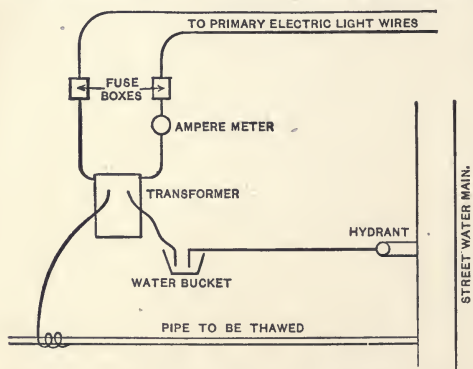 TO PRIMARY ELECTRIC LIGHT WIRES
FUSE
BOXES
AMPERE METER
TRANSFORMER
HYDRANT
WATER BUCKET
PIPE TO BE THAWED
STREET WATER MAIN.